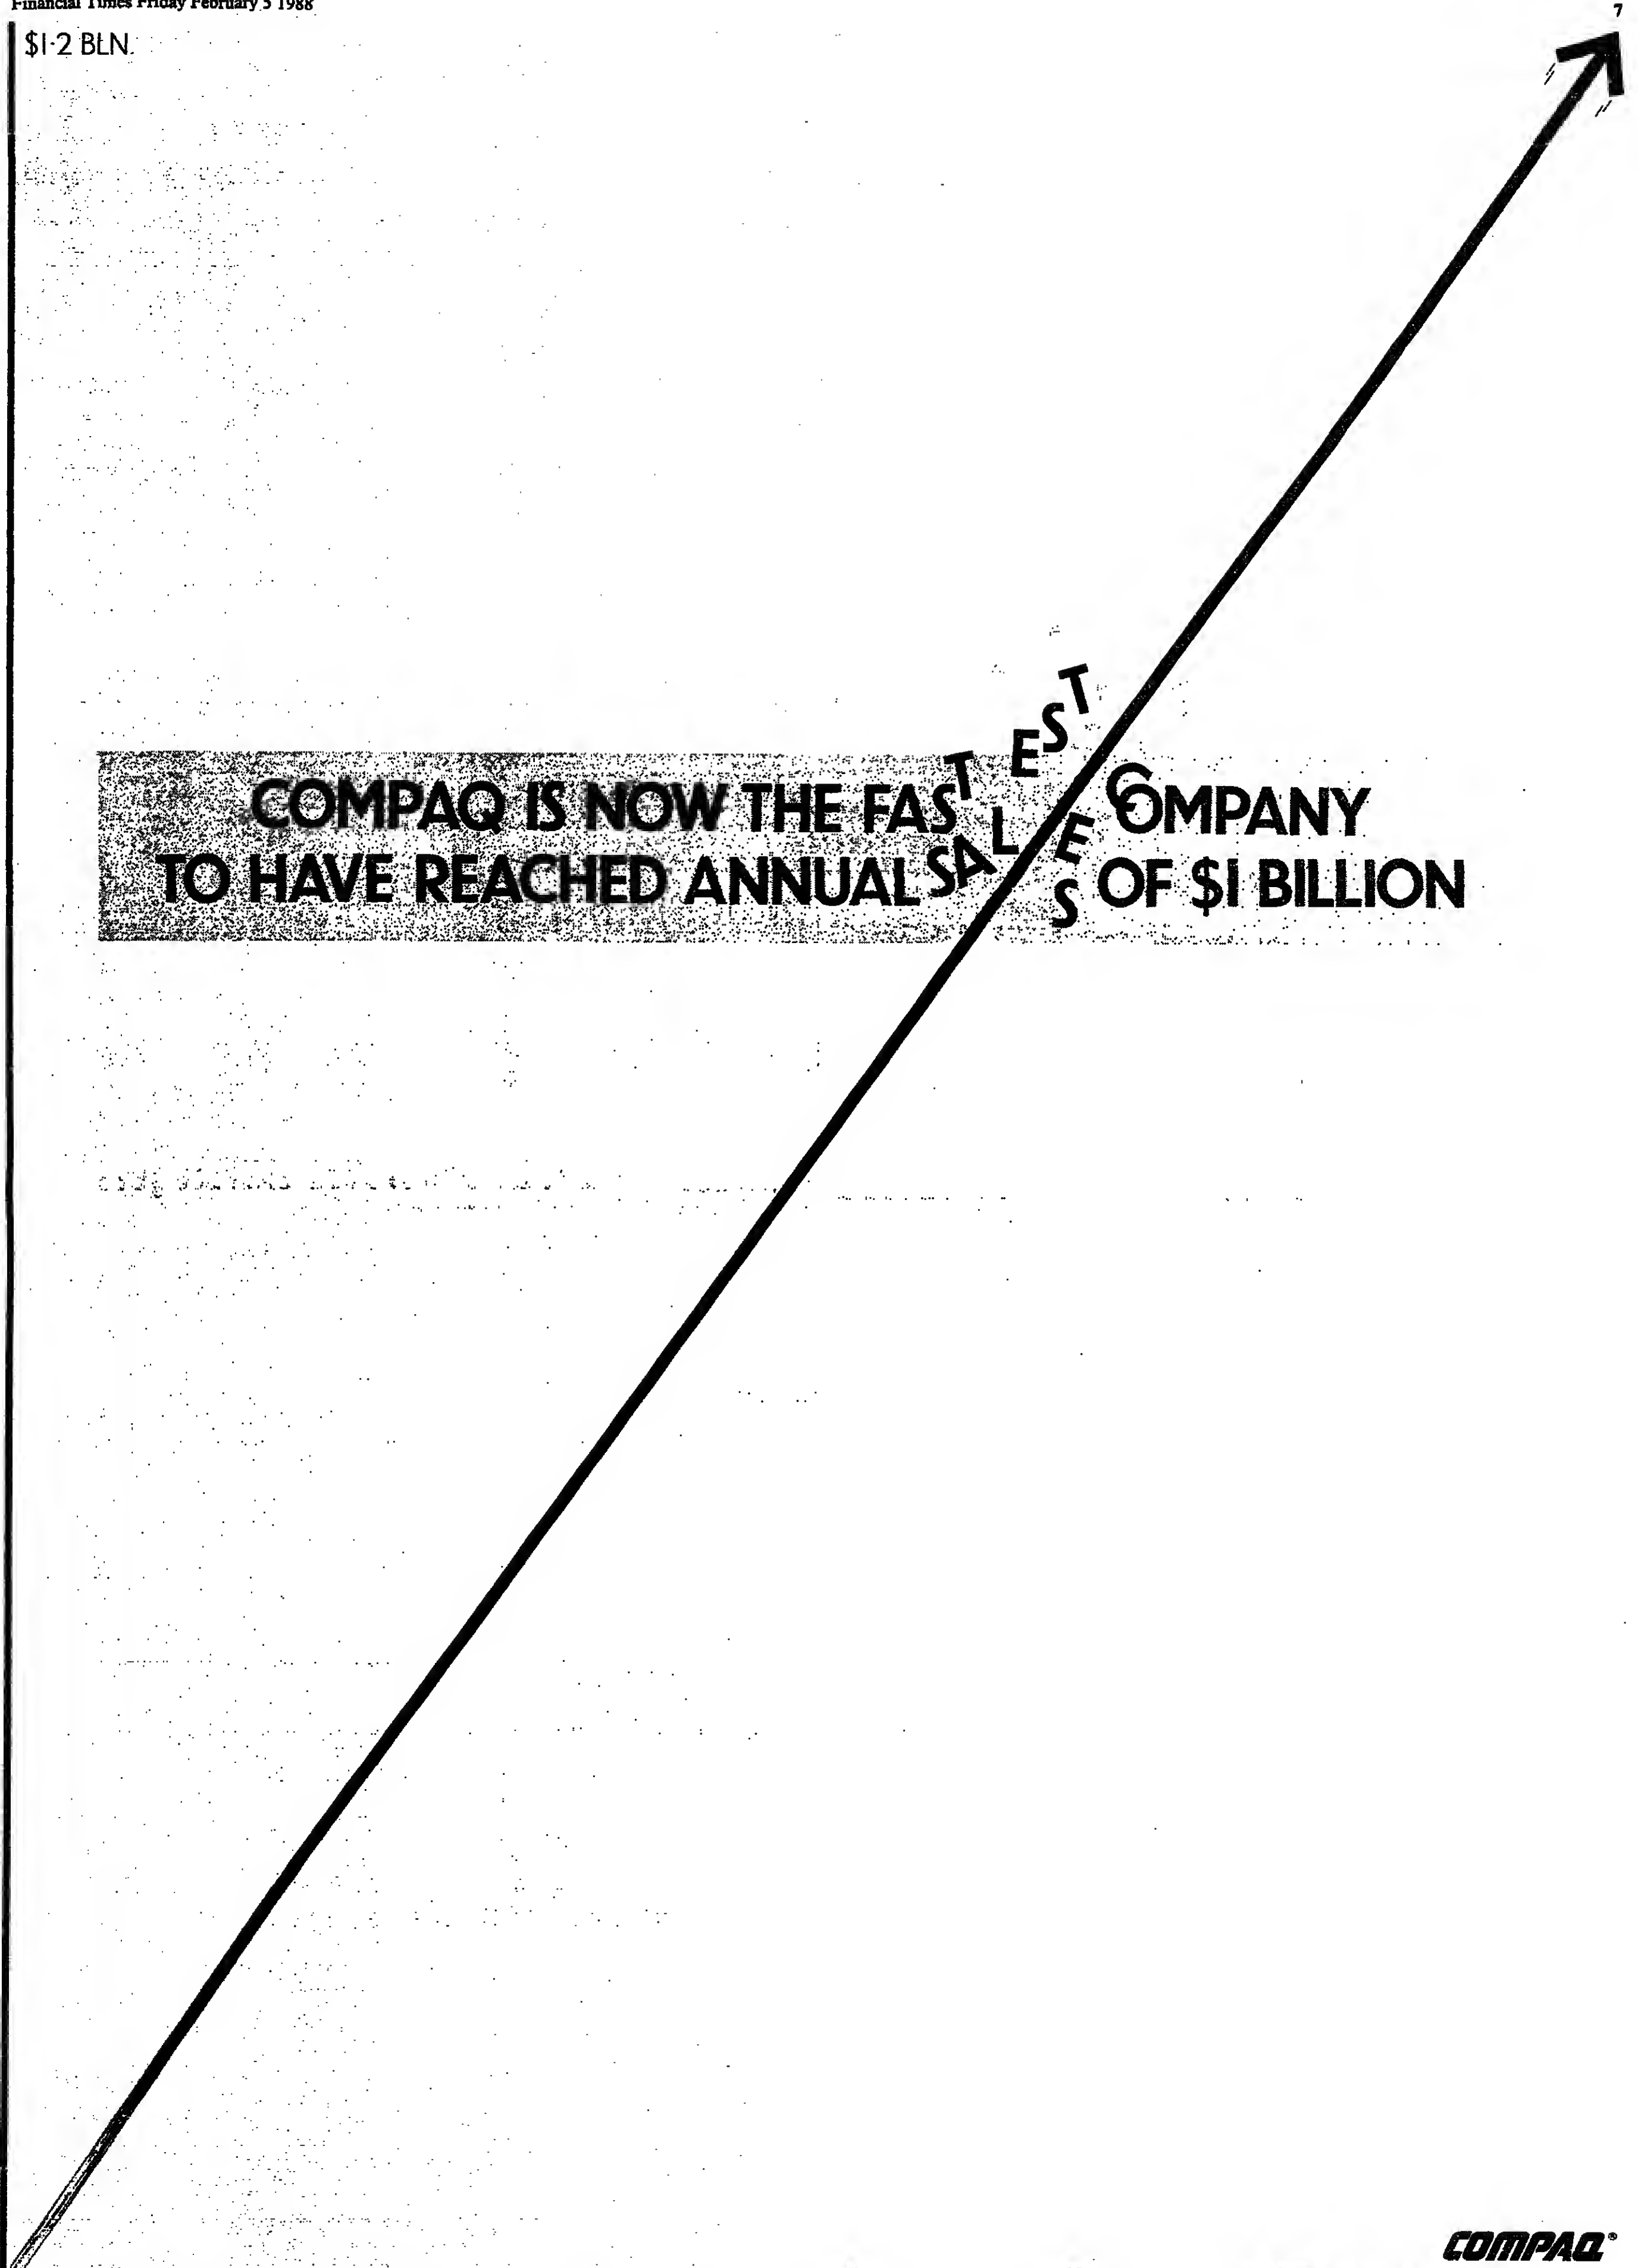 Financial Times Friday February 5 1988
7
$1·2 BLN.
COMPAQ IS NOW THE FASTEST COMPANY
TO HAVE REACHED ANNUAL SALES OF $1 BILLION
COMPAQ®